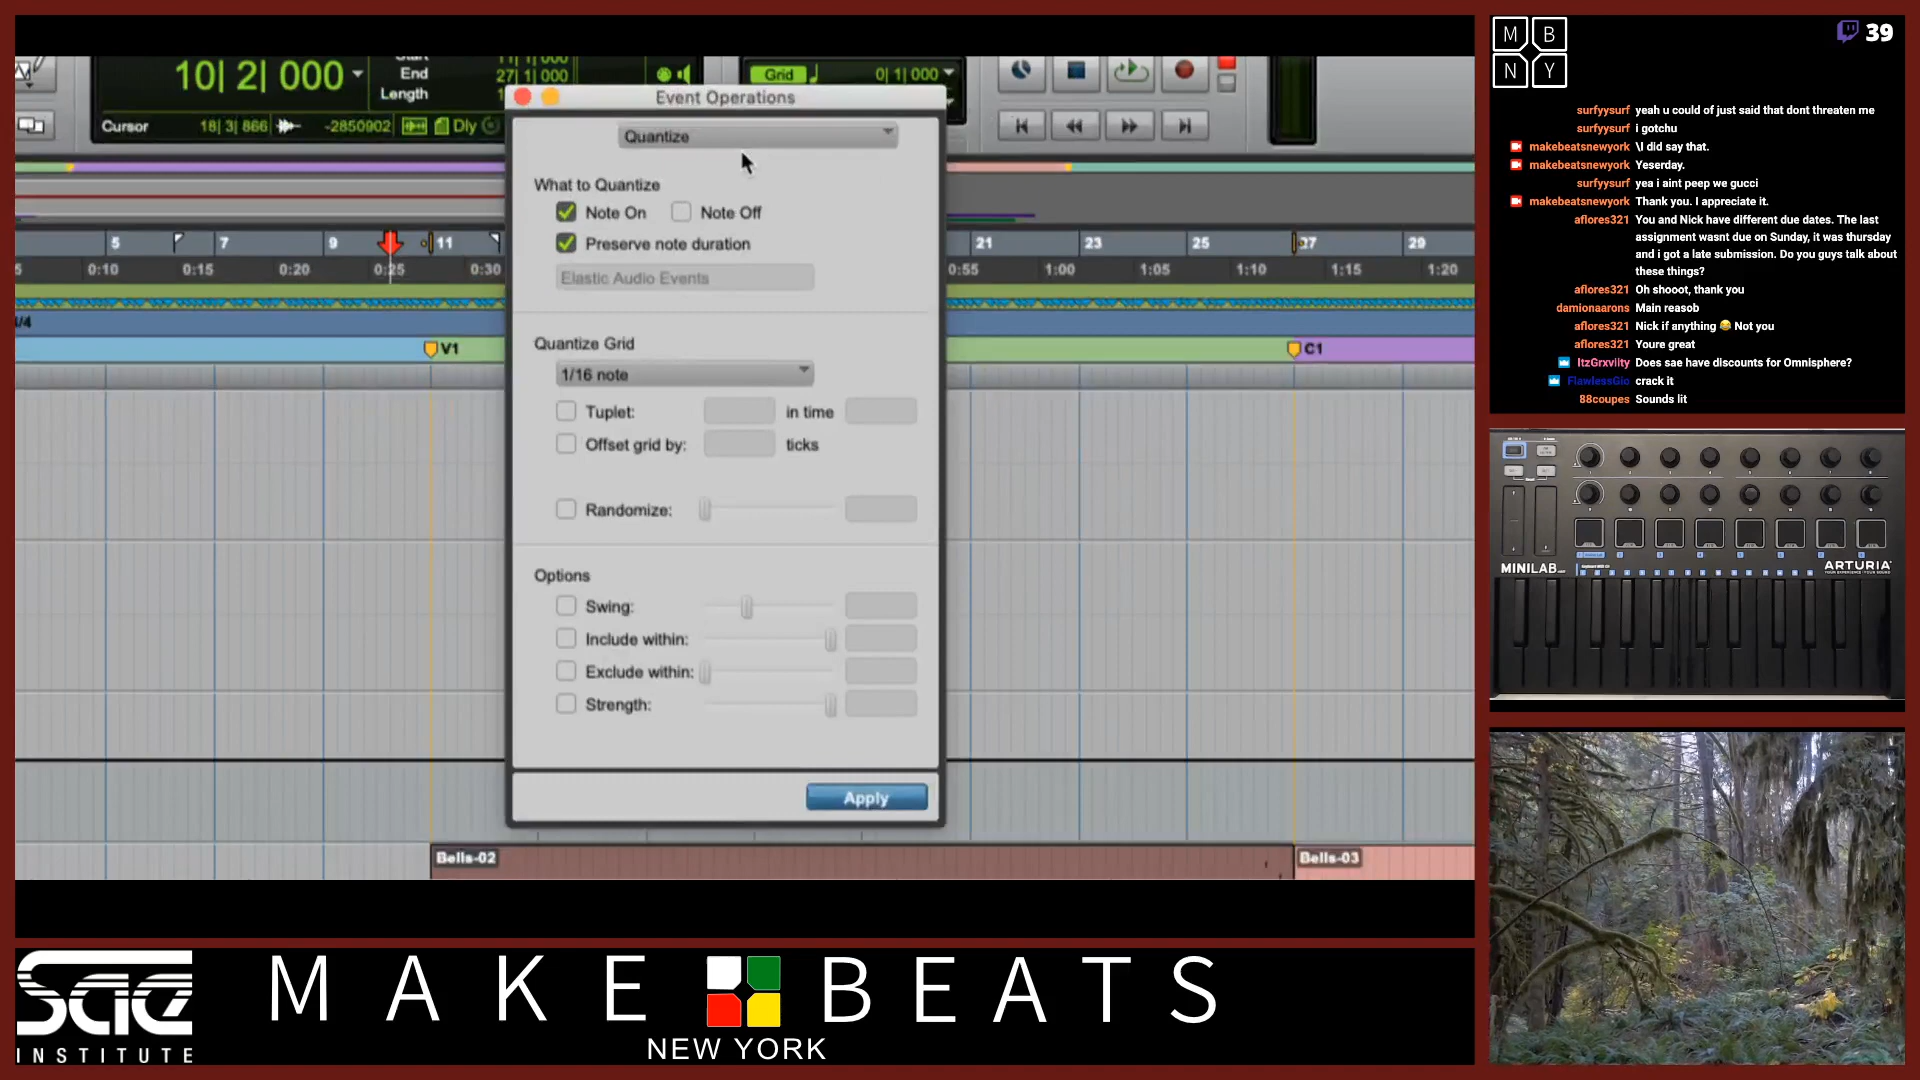 10| 2| 000
End
Length
27| 1| 000
Cursor
18| 3| 866
-2850902
Dly
Grid
0| 1| 000
Event Operations
Quantize
What to Quantize
Note On
Note Off
Preserve note duration
Elastic Audio Events
Quantize Grid
1/16 note
Tuplet:
in time
Offset grid by:
ticks
Randomize:
Options
Swing:
Include within:
Exclude within:
Strength:
Apply
5
7
9
11
21
23
25
27
29
0:10
0:15
0:20
0:25
0:30
0:55
1:00
1:05
1:10
1:15
1:20
V1
C1
Bells-02
Bells-03
M B
N Y
39
surfyysurf yeah u could of just said that dont threaten me
surfyysurf i gotchu
makebeatsnewyork \I did say that.
makebeatsnewyork Yeserday.
surfyysurf yea i aint peep we gucci
makebeatsnewyork Thank you. I appreciate it.
aflores321 You and Nick have different due dates. The last
assignment wasnt due on Sunday, it was thursday
and i got a late submission. Do you guys talk about
these things?
aflores321 Oh shooot, thank you
damionaarons Main reasob
aflores321 Nick if anything 😂 Not you
aflores321 Youre great
ItzGrxviity Does sae have discounts for Omnisphere?
FlawlessGio crack it
88coupes Sounds lit
MINILAB
ARTURIA
sae
INSTITUTE
MAKE BEATS
NEW YORK